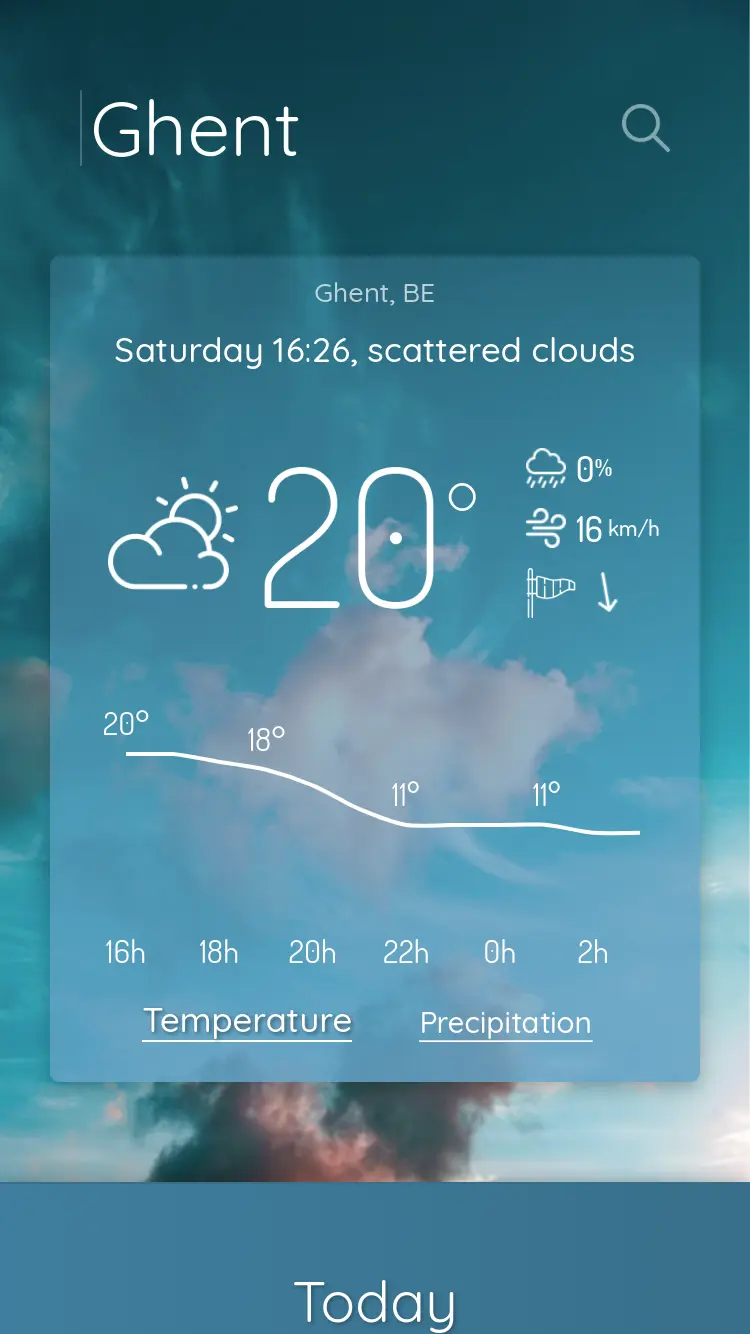 Ghent
Ghent, BE
Saturday 16:26, scattered clouds
20°
0%
16 km/h
20° 18° 11° 11°
16h 18h 20h 22h 0h 2h
Temperature Precipitation
Today